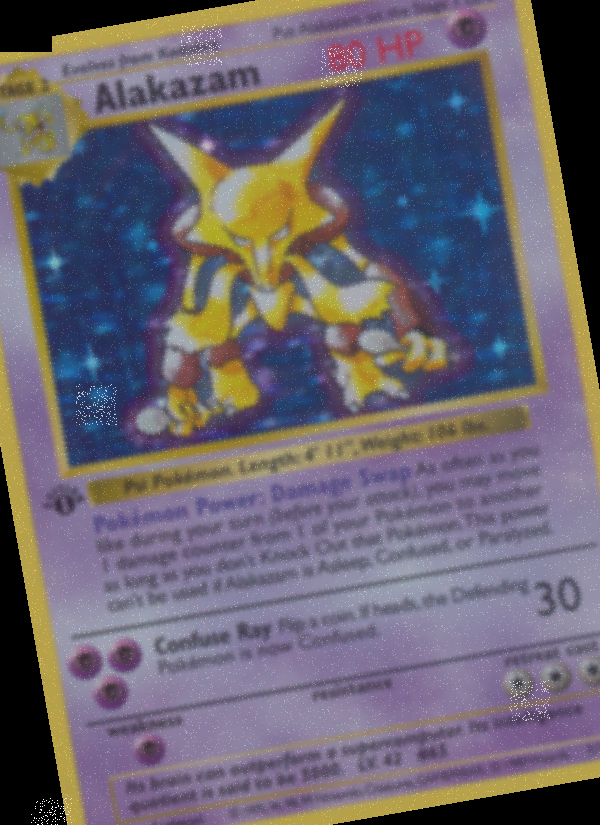 Evolves from
Put Pokémon on the Stage 1
STAGE 2
Alakazam
80 HP
Psi Pokémon. Length: 4' 11", Weight: 106 lbs.
Pokémon Power: Damage Swap As often as you
like during your turn (before your attack), you may move
1 damage counter from 1 of your Pokémon to another
as long as you don't Knock Out that Pokémon. This power
can't be used if Alakazam is Asleep, Confused, or Paralyzed.
Confuse Ray Flip a coin. If heads, the Defending
Pokémon is now Confused.
30
weakness
resistance
retreat cost
Its brain can outperform a supercomputer. Its intelligence
quotient is said to be 5000. LV. 42 #65